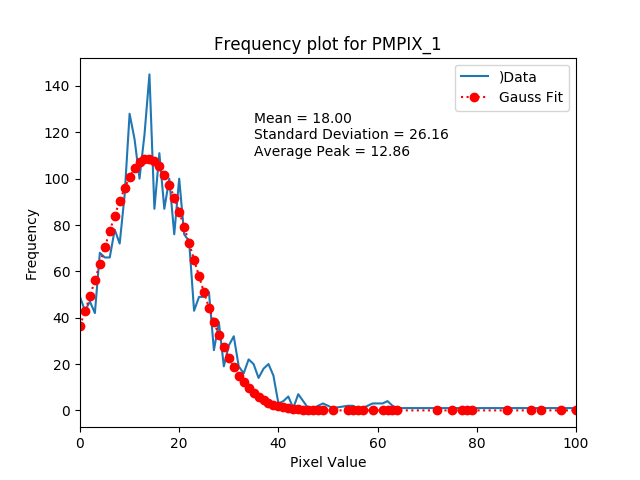 Frequency plot for PMPIX_1
)Data
Gauss Fit
Mean = 18.00
Standard Deviation = 26.16
Average Peak = 12.86
Frequency
140
120
100
80
60
40
20
0
0 20 40 60 80 100
Pixel Value